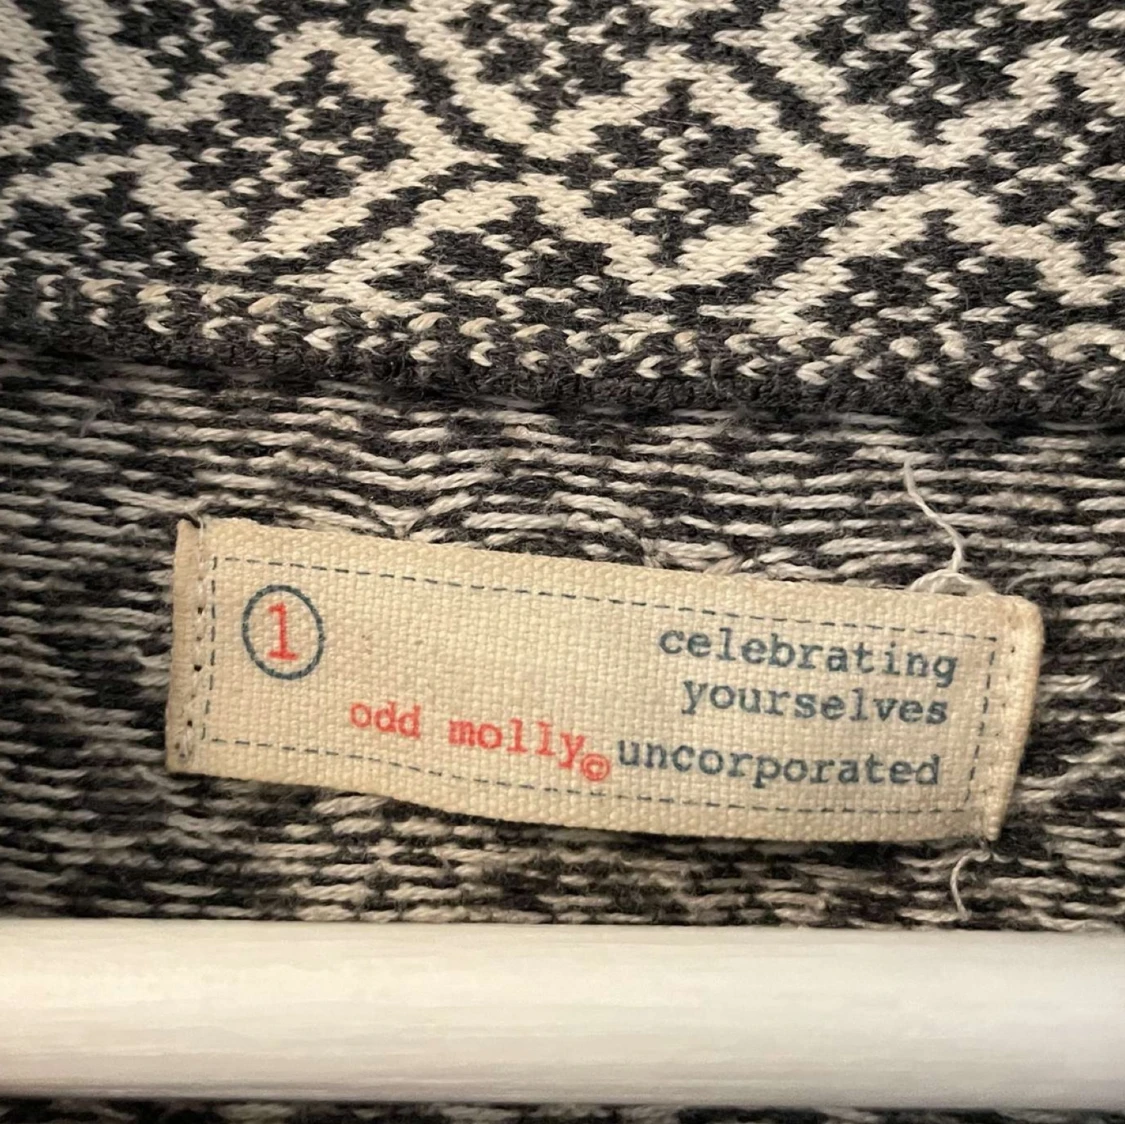 1
celebrating
yourselves
odd molly© uncorporated